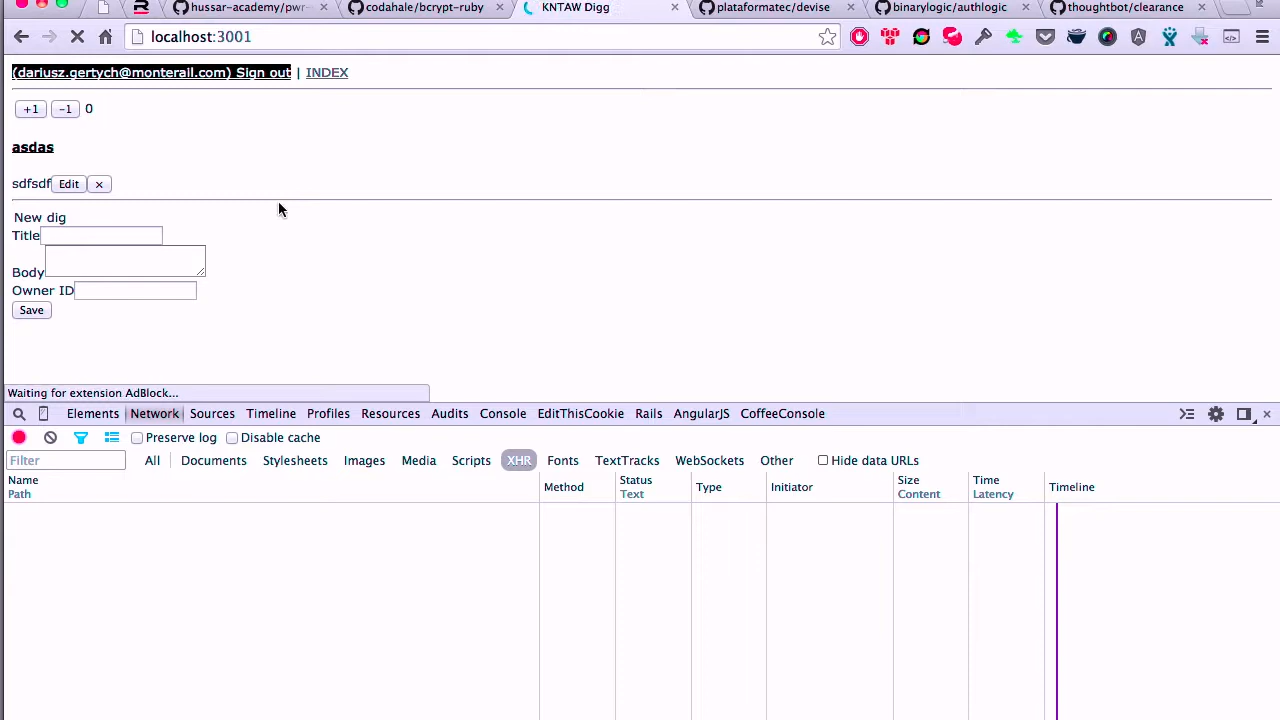 hussar-academy/pwr- × codahale/bcrypt-ruby × KNTAW Digg × plataformatec/devise × binarylogic/authlogic × thoughtbot/clearance ×
localhost:3001
(dariusz.gertych@monterail.com) Sign out | INDEX
+1 -1 0
asdas
sdfsdf Edit ×
New dig
Title
Body
Owner ID
Save
Waiting for extension AdBlock...
Elements Network Sources Timeline Profiles Resources Audits Console EditThisCookie Rails AngularJS CoffeeConsole
Preserve log Disable cache
Filter All Documents Stylesheets Images Media Scripts XHR Fonts TextTracks WebSockets Other Hide data URLs
Name Method Status Type Initiator Size Time Timeline
Path Text Content Latency